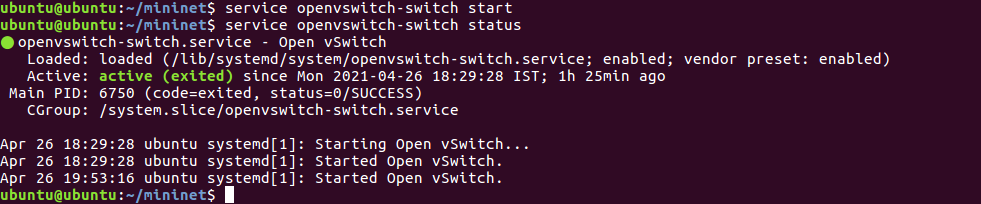 ubuntu@ubuntu:~/mininet$ service openvswitch-switch start
ubuntu@ubuntu:~/mininet$ service openvswitch-switch status
● openvswitch-switch.service - Open vSwitch
   Loaded: loaded (/lib/systemd/system/openvswitch-switch.service; enabled; vendor preset: enabled)
   Active: active (exited) since Mon 2021-04-26 18:29:28 IST; 1h 25min ago
 Main PID: 6750 (code=exited, status=0/SUCCESS)
   CGroup: /system.slice/openvswitch-switch.service
Apr 26 18:29:28 ubuntu systemd[1]: Starting Open vSwitch...
Apr 26 18:29:28 ubuntu systemd[1]: Started Open vSwitch.
Apr 26 19:53:16 ubuntu systemd[1]: Started Open vSwitch.
ubuntu@ubuntu:~/mininet$